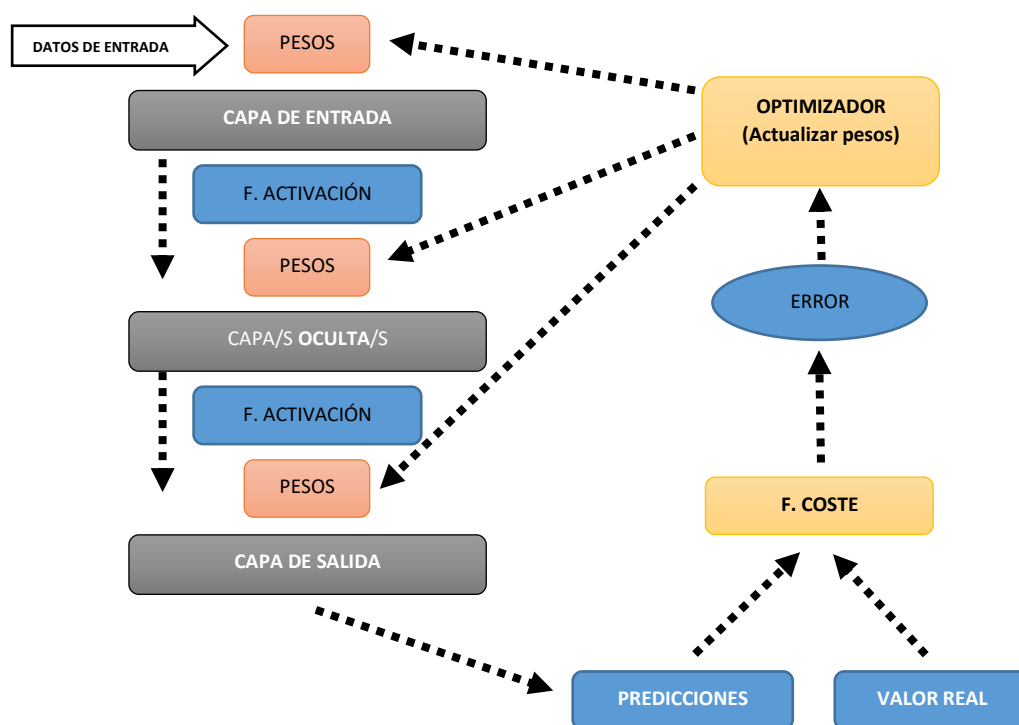 DATOS DE ENTRADA
PESOS
CAPA DE ENTRADA
F. ACTIVACIÓN
PESOS
CAPA/S OCULTA/S
F. ACTIVACIÓN
PESOS
CAPA DE SALIDA
OPTIMIZADOR
(Actualizar pesos)
ERROR
F. COSTE
PREDICCIONES
VALOR REAL